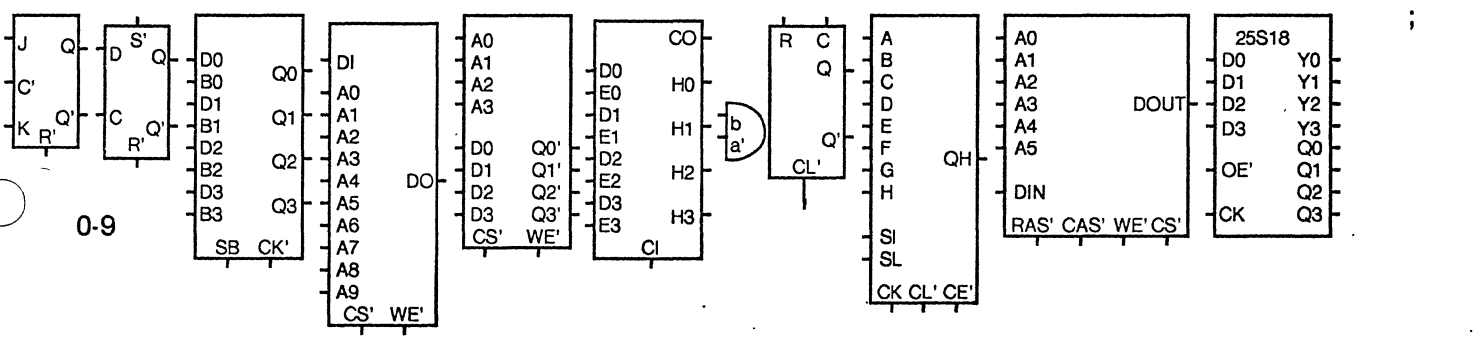 J Q
C'
K Q'
R'
S'
D Q
C Q'
R'
D0
B0 Q0
D1
B1 Q1
D2
B2 Q2
D3
B3 Q3
SB CK'
DI
A0
A1
A2
A3
A4 DO
A5
A6
A7
A8
A9
CS' WE'
A0
A1
A2
A3
D0 Q0'
D1 Q1'
D2 Q2'
D3 Q3'
CS' WE'
CO
D0
E0 H0
D1
E1 H1
D2
E2 H2
D3
E3 H3
CI
b
a'
R C
Q
Q'
CL'
A
B
C
D
E
F
G QH
H
SI
SL
CK CL' CE'
A0
A1
A2
A3 DOUT
A4
A5
DIN
RAS' CAS' WE' CS'
25S18
D0 Y0
D1 Y1
D2 Y2
D3 Y3
Q0
OE' Q1
Q2
CK Q3
;
0-9